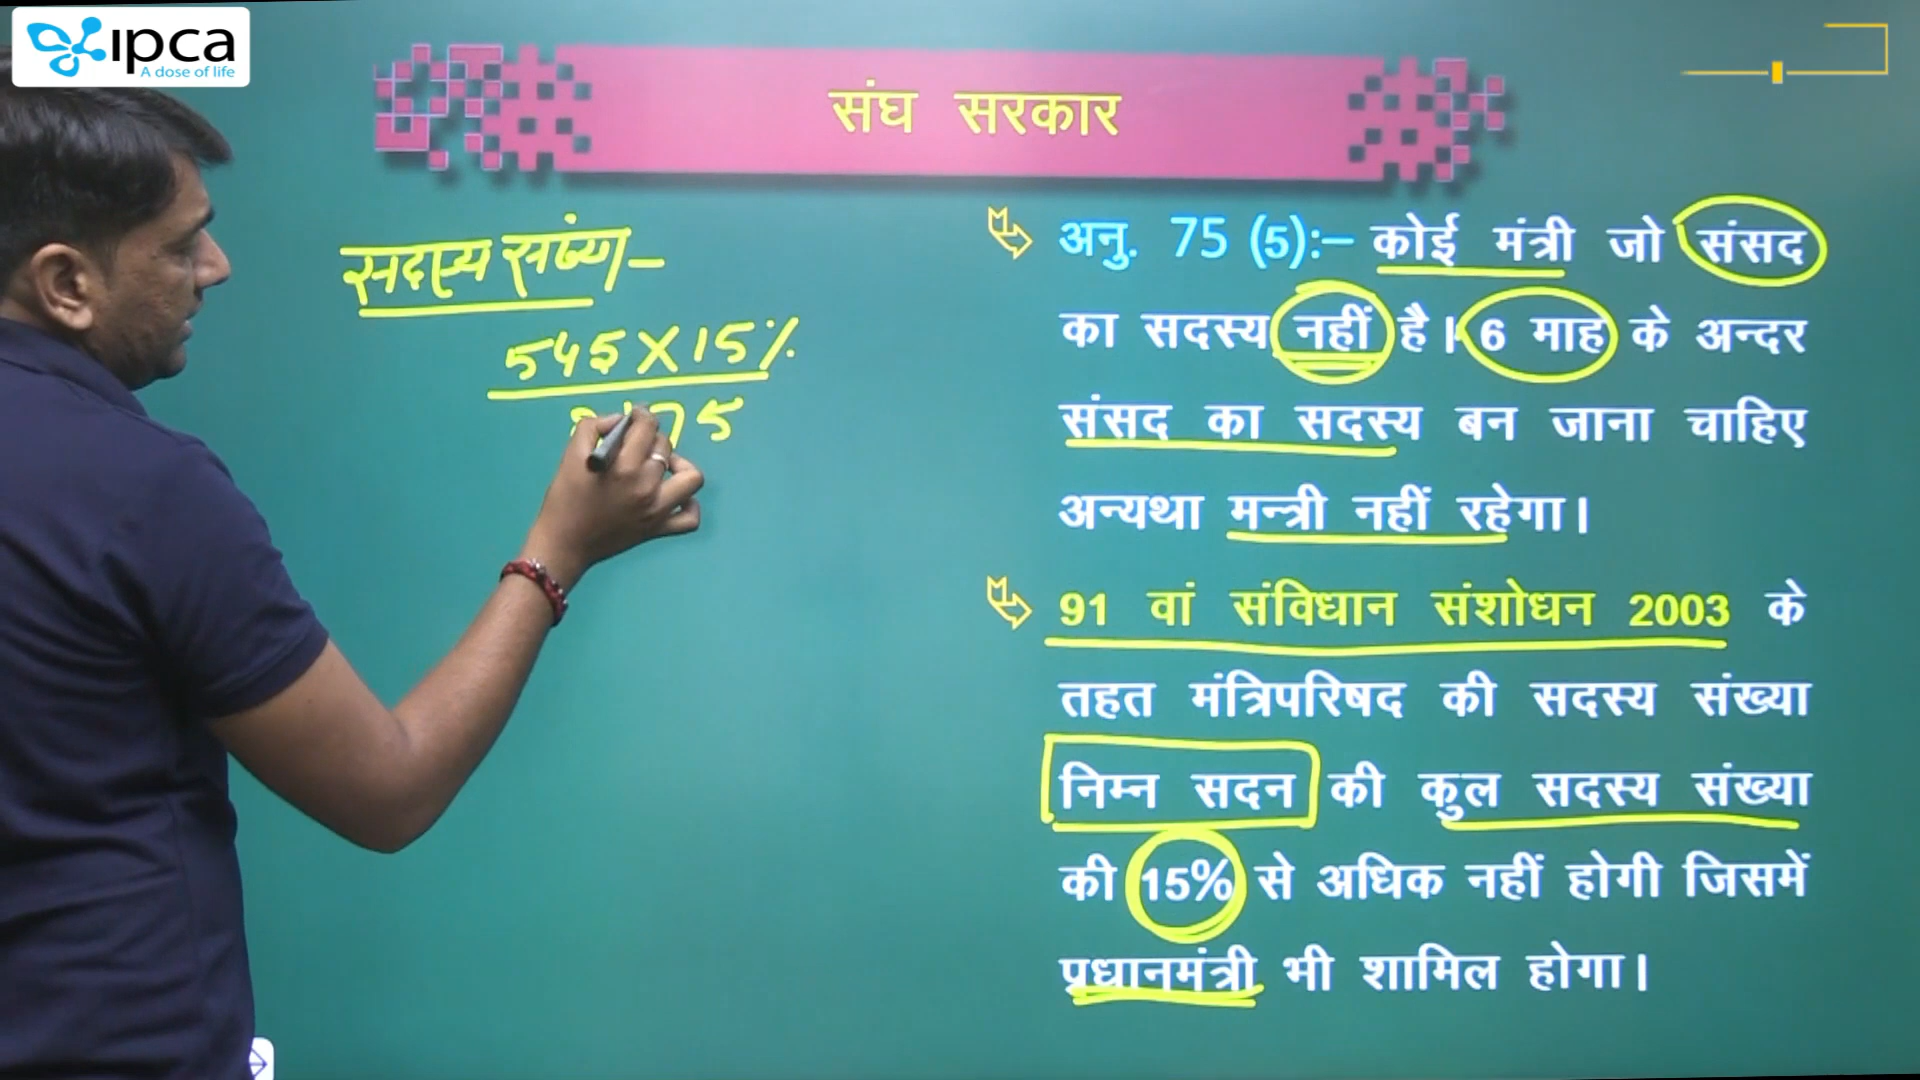 ipca
A dose of life
संघ सरकार
सदस्य संख्या-
545×15%
75
अनु. 75 (5):– कोई मंत्री जो संसद
का सदस्य नहीं है। 6 माह के अन्दर
संसद का सदस्य बन जाना चाहिए
अन्यथा मन्त्री नहीं रहेगा।
91 वां संविधान संशोधन 2003 के
तहत मंत्रिपरिषद की सदस्य संख्या
निम्न सदन की कुल सदस्य संख्या
की 15% से अधिक नहीं होगी जिसमें
प्रधानमंत्री भी शामिल होगा।